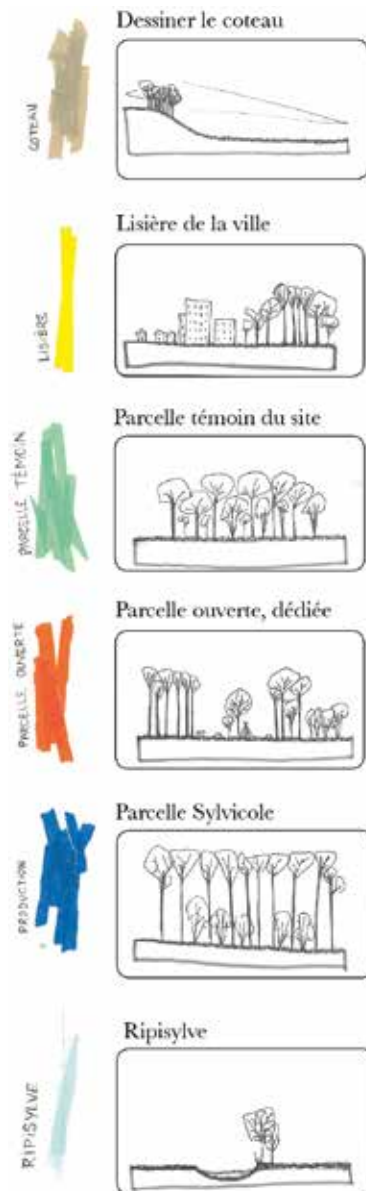 Dessiner le coteau
COTEAU
Lisière de la ville
LISIÈRE
Parcelle témoin du site
PARCELLE TÉMOIN
Parcelle ouverte, dédiée
PARCELLE OUVERTE
Parcelle Sylvicole
PRODUCTION
Ripisylve
RIPISYLVE